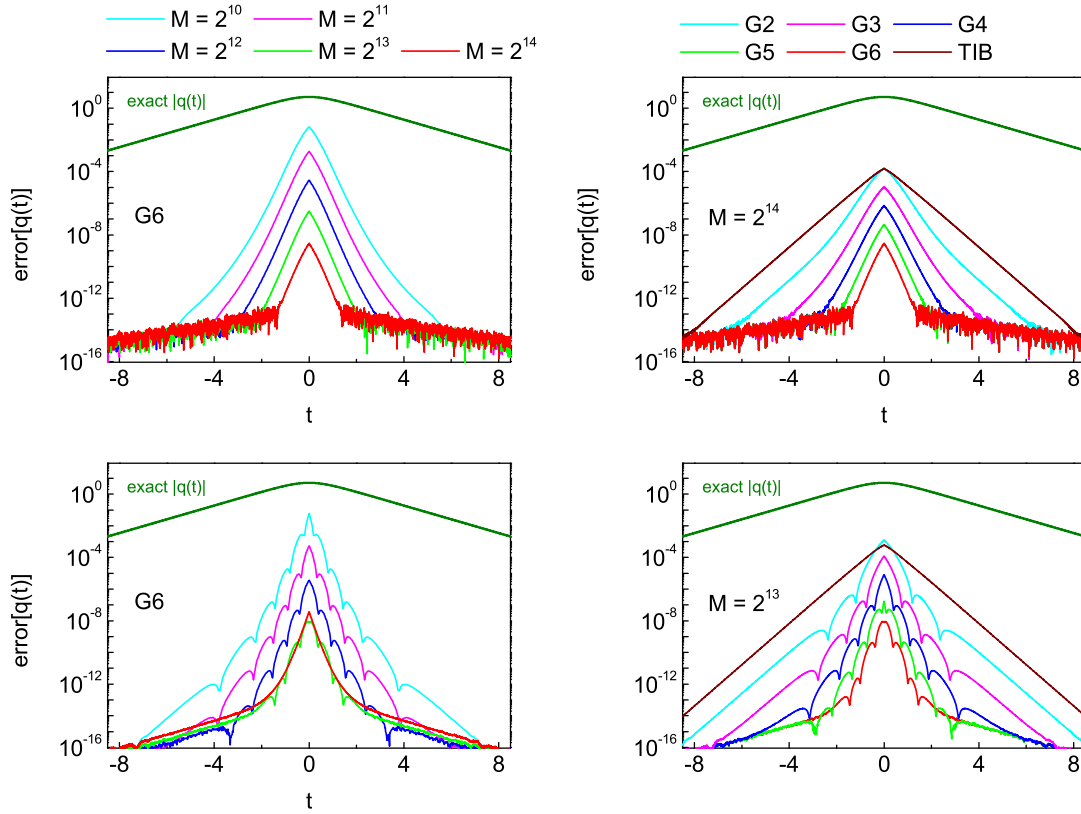 M = 2^10 M = 2^11
M = 2^12 M = 2^13 M = 2^14
G2 G3 G4
G5 G6 TIB
10^0
10^-4
10^-8
10^-12
10^-16
error[q(t)]
exact |q(t)|
G6
-8 -4 0 4 8
t
10^0
10^-4
10^-8
10^-12
10^-16
error[q(t)]
exact |q(t)|
M = 2^14
-8 -4 0 4 8
t
10^0
10^-4
10^-8
10^-12
10^-16
error[q(t)]
exact |q(t)|
G6
-8 -4 0 4 8
t
10^0
10^-4
10^-8
10^-12
10^-16
exact |q(t)|
M = 2^13
-8 -4 0 4 8